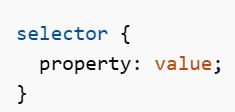 selector {
  property: value;
}